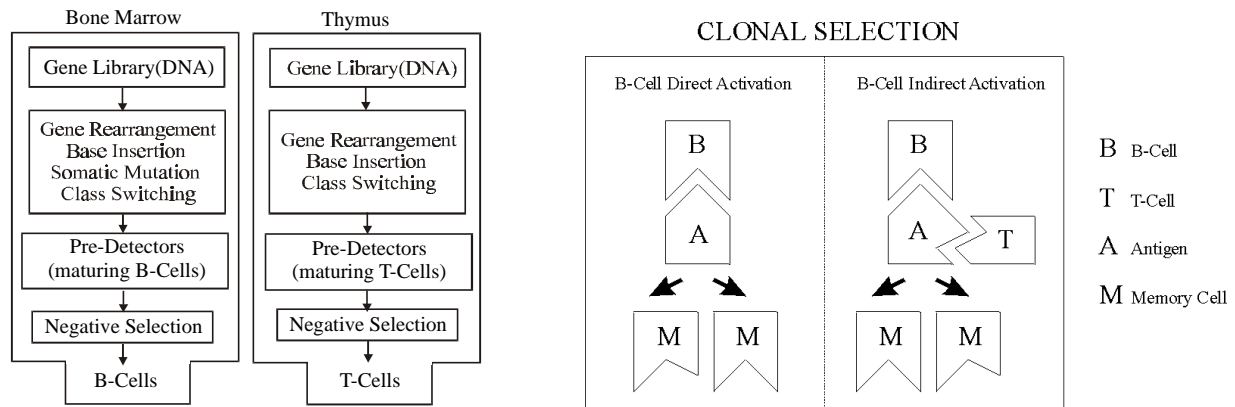 Bone Marrow
Gene Library(DNA)
Gene Rearrangement
Base Insertion
Somatic Mutation
Class Switching
Pre-Detectors
(maturing B-Cells)
Negative Selection
B-Cells
Thymus
Gene Library(DNA)
Gene Rearrangement
Base Insertion
Class Switching
Pre-Detectors
(maturing T-Cells)
Negative Selection
T-Cells
CLONAL SELECTION
B-Cell Direct Activation
B
A
M M
B-Cell Indirect Activation
B
A T
M M
B B-Cell
T T-Cell
A Antigen
M Memory Cell